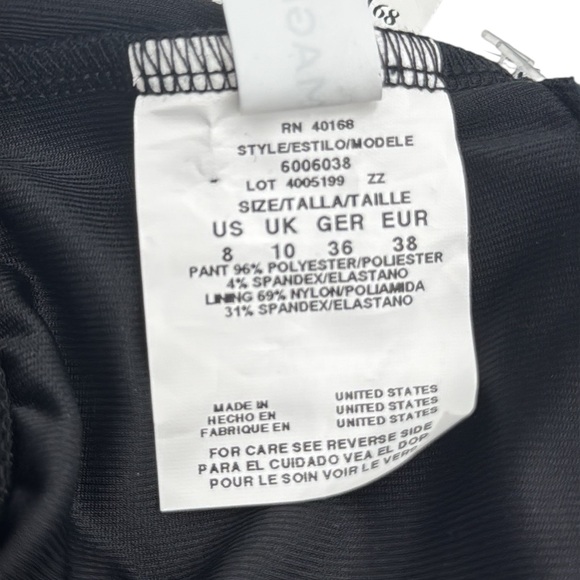 68
RN 40168
STYLE/ESTILO/MODELE
6006038
LOT 4005199 ZZ
SIZE/TALLA/TAILLE
US UK GER EUR
8 10 36 38
PANT 96% POLYESTER/POLIESTER
4% SPANDEX/ELASTANO
LINING 69% NYLON/POLIAMIDA
31% SPANDEX/ELASTANO
MADE IN UNITED STATES
HECHO EN UNITED STATES
FABRIQUE EN UNITED STATES
FOR CARE SEE REVERSE SIDE
PARA EL CUIDADO VEA EL DOR
POUR LE SOIN VOIR LE VERS